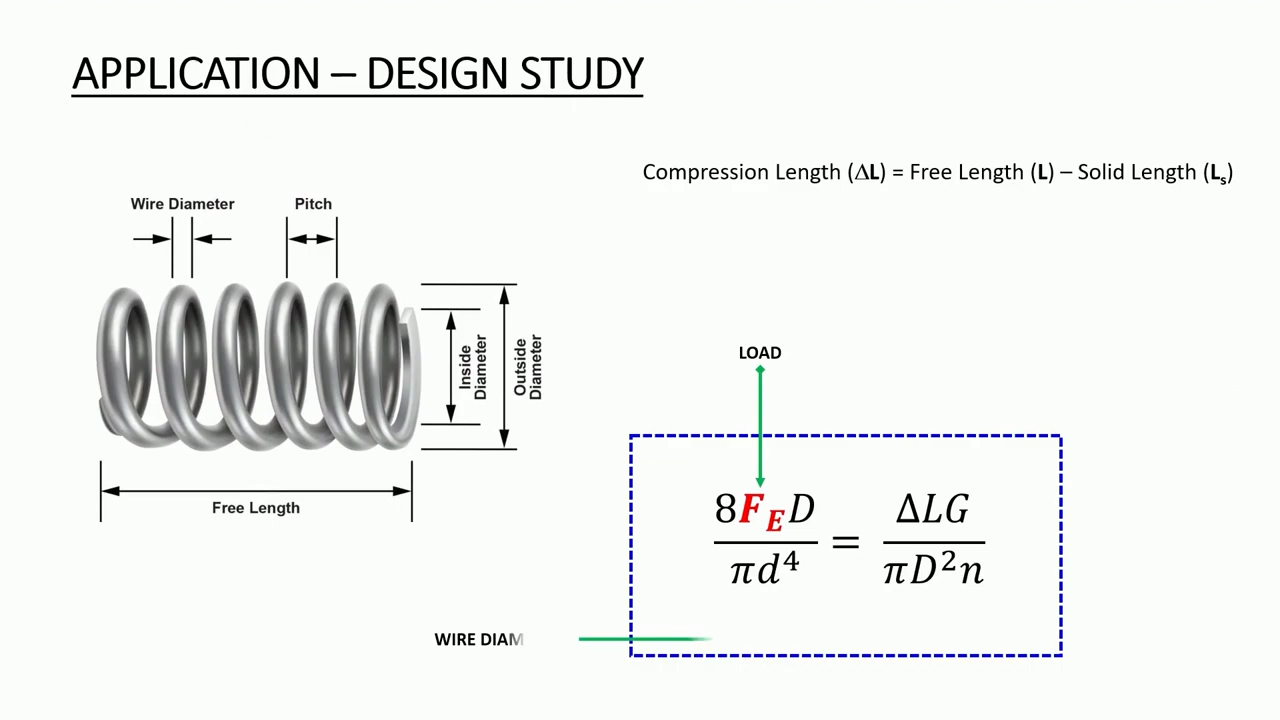 APPLICATION – DESIGN STUDY
Compression Length (ΔL) = Free Length (L) – Solid Length (Lₛ)
Wire Diameter
Pitch
Inside
Diameter
Outside
Diameter
Free Length
LOAD
8F_E D / πd⁴ = ΔLG / πD²n
WIRE DIAM